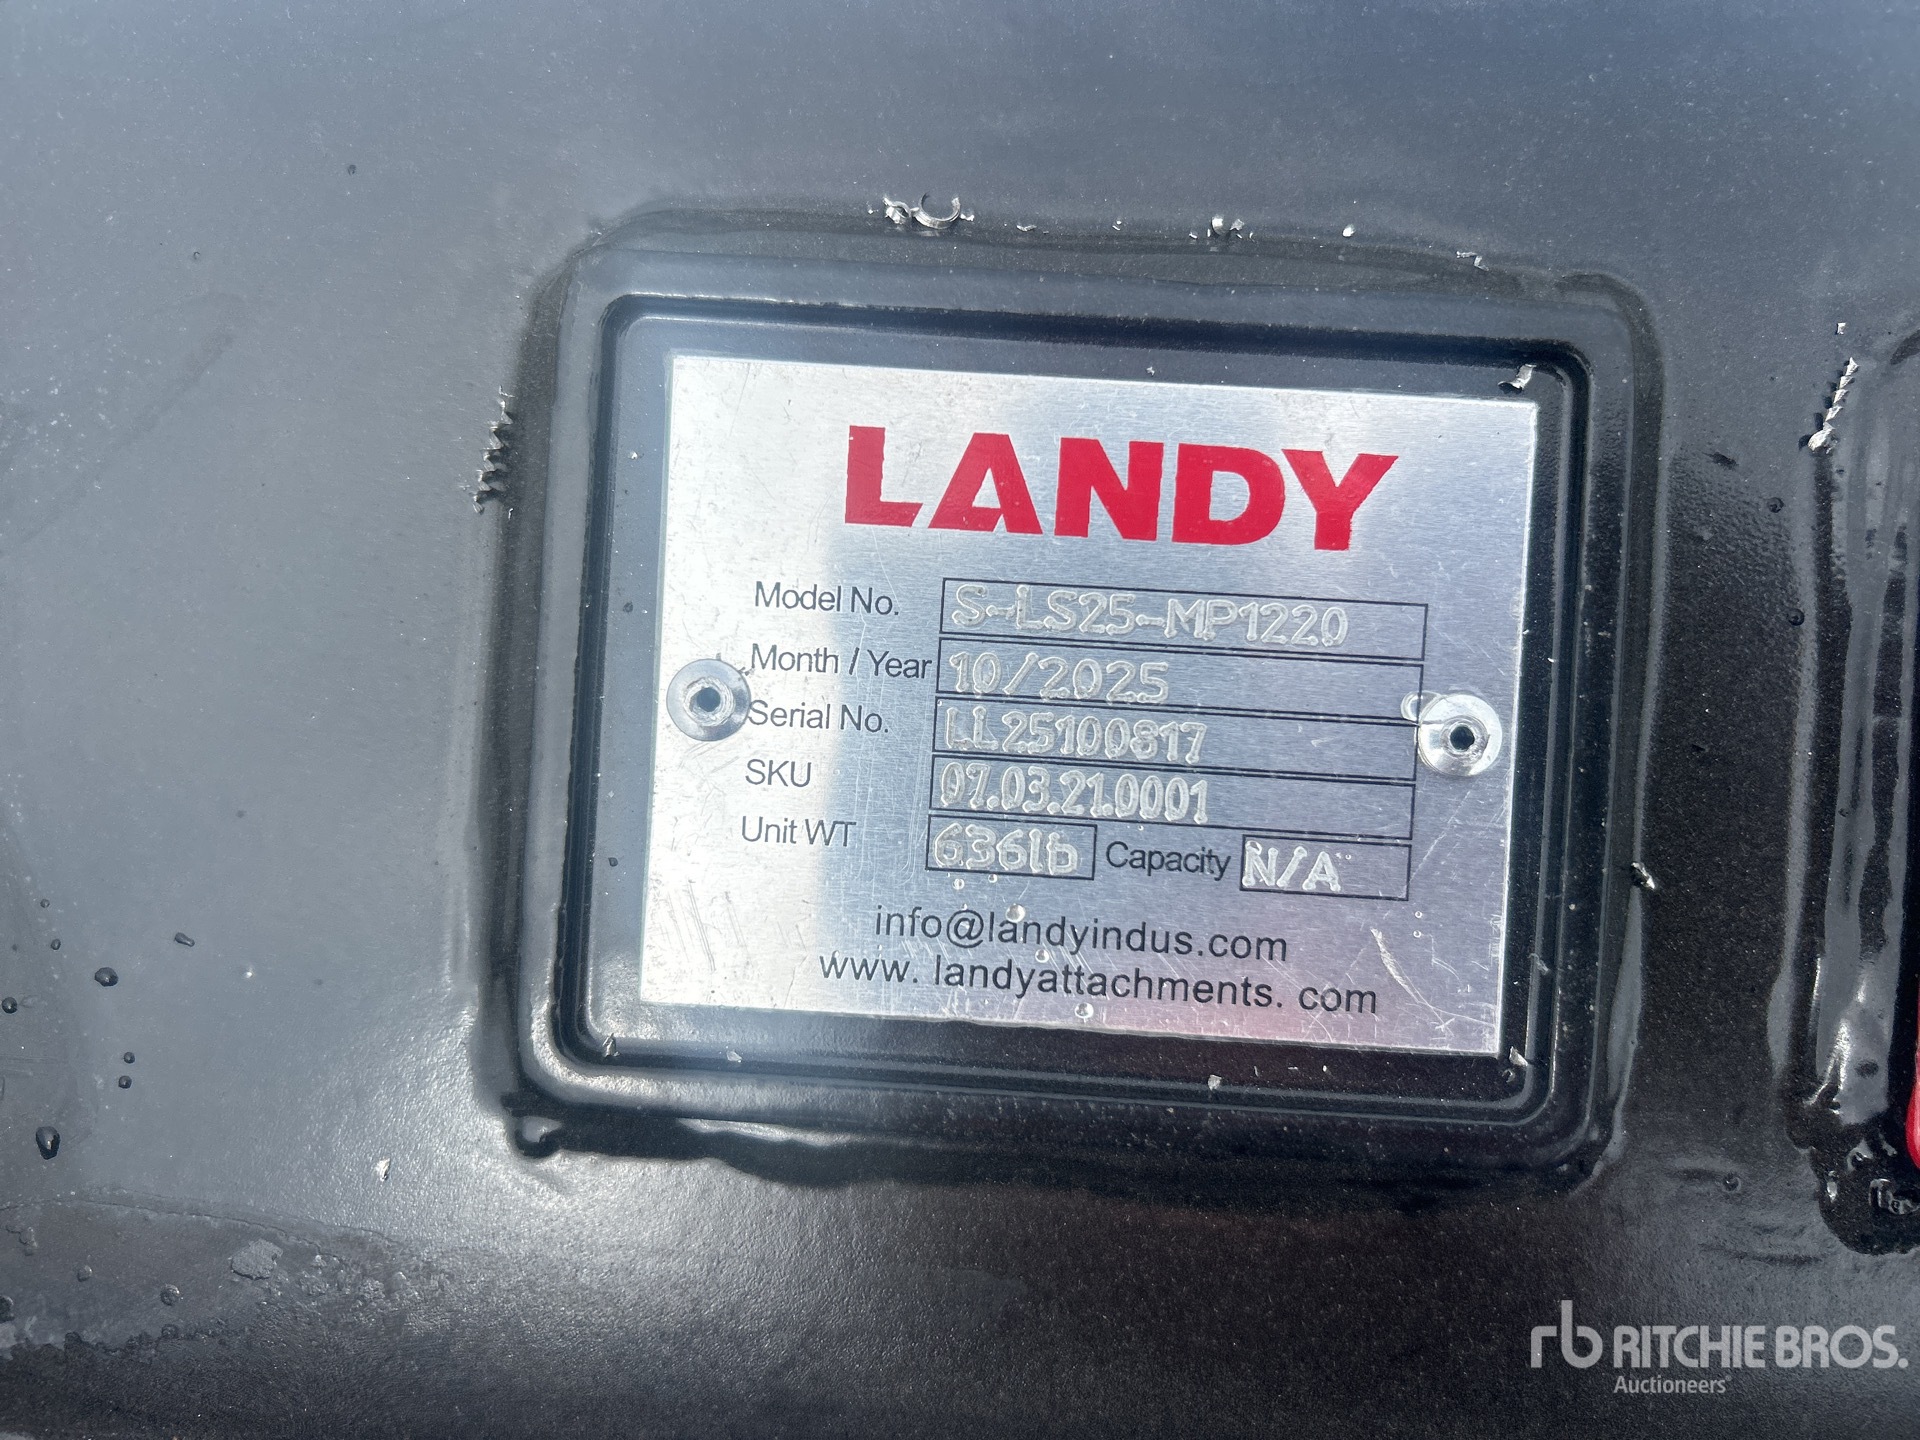 LANDY
Model No. S-LS25-MP1220
Month / Year 10/2025
Serial No. LL25100817
SKU 07.03.21.0001
Unit WT 636lb Capacity N/A
info@landyindus.com
www. landyattachments. com
rb RITCHIE BROS.
Auctioneers